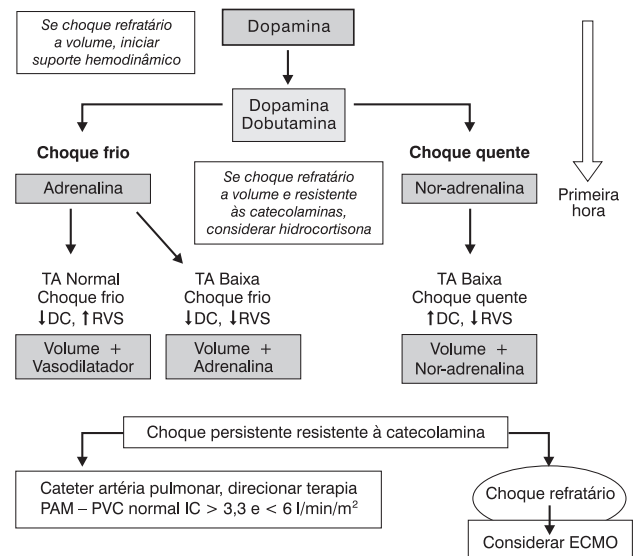 Se choque refratário
a volume, iniciar
suporte hemodinâmico
Dopamina
Dopamina
Dobutamina
Choque frio
Adrenalina
Se choque refratário
a volume e resistente
às catecolaminas,
considerar hidrocortisona
Choque quente
Nor-adrenalina
Primeira
hora
TA Normal
Choque frio
↓DC, ↑RVS
Volume +
Vasodilatador
TA Baixa
Choque frio
↓DC, ↓RVS
Volume +
Adrenalina
TA Baixa
Choque quente
↑DC, ↓RVS
Volume +
Nor-adrenalina
Choque persistente resistente à catecolamina
Cateter artéria pulmonar, direcionar terapia
PAM – PVC normal IC > 3,3 e < 6 l/min/m²
Choque refratário
Considerar ECMO